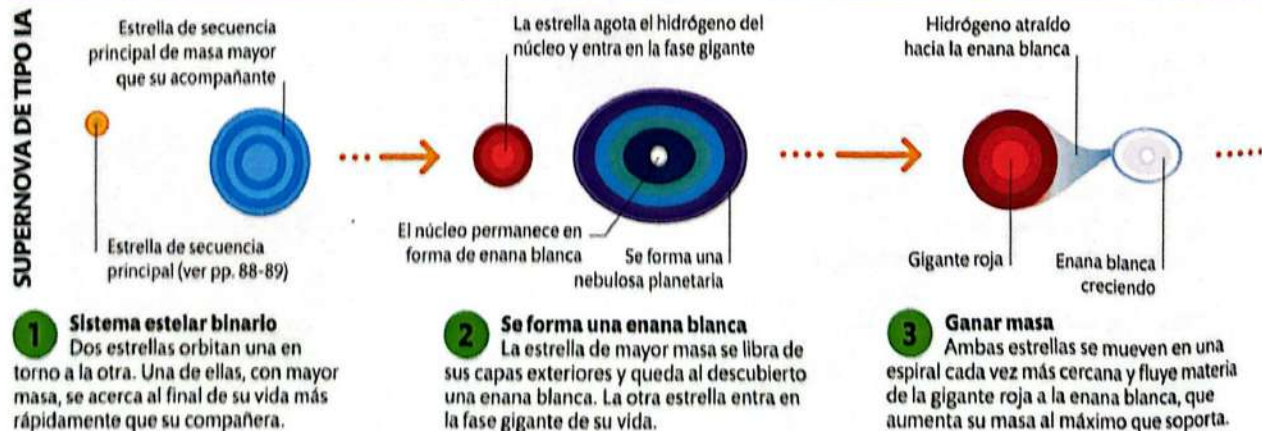 SUPERNOVA DE TIPO IA
Estrella de secuencia
principal de masa mayor
que su acompañante
Estrella de secuencia
principal (ver pp. 88-89)
1 Sistema estelar binario
Dos estrellas orbitan una en
torno a la otra. Una de ellas, con mayor
masa, se acerca al final de su vida más
rápidamente que su compañera.
La estrella agota el hidrógeno del
núcleo y entra en la fase gigante
El núcleo permanece en
forma de enana blanca
Se forma una
nebulosa planetaria
2 Se forma una enana blanca
La estrella de mayor masa se libra de
sus capas exteriores y queda al descubierto
una enana blanca. La otra estrella entra en
la fase gigante de su vida.
Hidrógeno atraído
hacia la enana blanca
Gigante roja
Enana blanca
creciendo
3 Ganar masa
Ambas estrellas se mueven en una
espiral cada vez más cercana y fluye materia
de la gigante roja a la enana blanca, que
aumenta su masa al máximo que soporta.